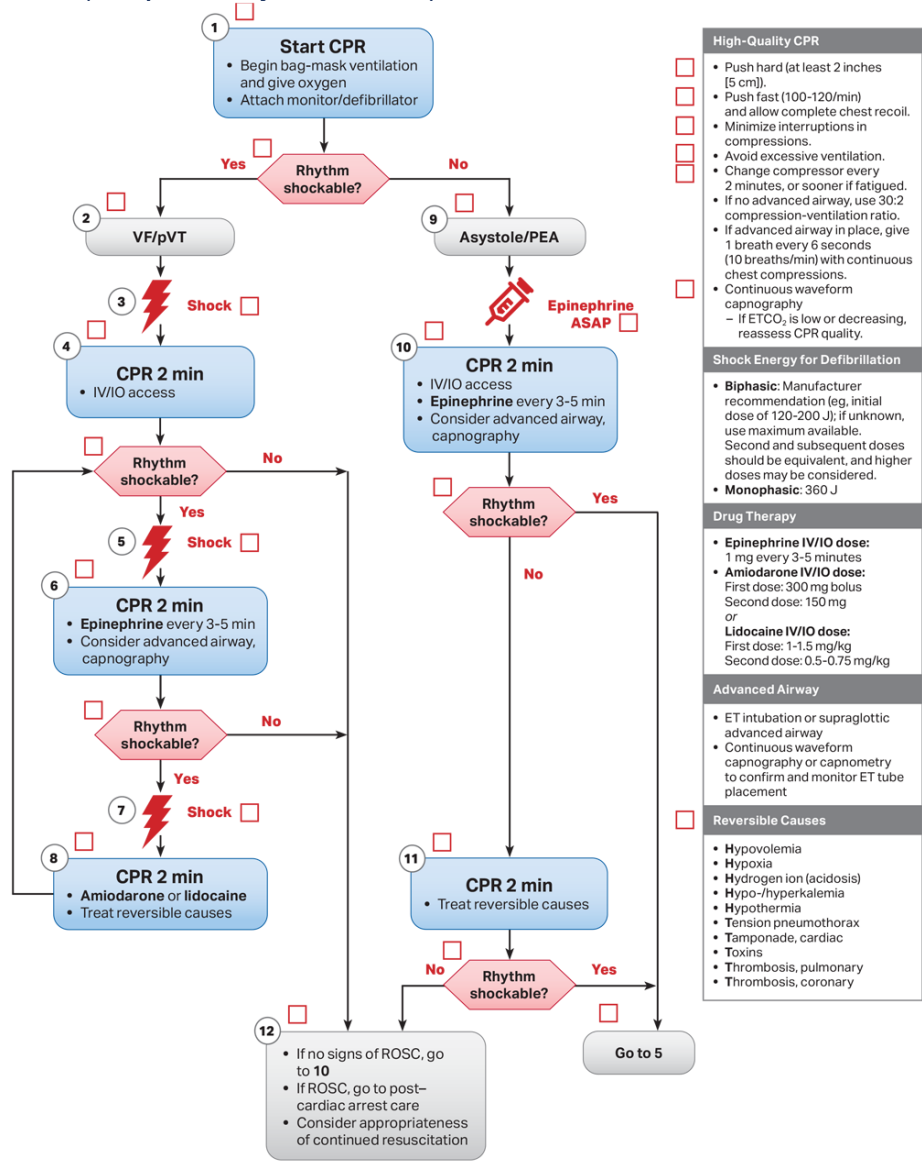 1
Start CPR
• Begin bag-mask ventilation
and give oxygen
• Attach monitor/defibrillator
Rhythm
shockable?
Yes
No
2
VF/pVT
3
Shock
4
CPR 2 min
• IV/IO access
Rhythm
shockable?
No
Yes
5
Shock
6
CPR 2 min
• Epinephrine every 3-5 min
• Consider advanced airway,
capnography
Rhythm
shockable?
No
Yes
7
Shock
8
CPR 2 min
• Amiodarone or lidocaine
• Treat reversible causes
9
Asystole/PEA
Epinephrine
ASAP
10
CPR 2 min
• IV/IO access
• Epinephrine every 3-5 min
• Consider advanced airway,
capnography
Rhythm
shockable?
Yes
No
11
CPR 2 min
• Treat reversible causes
Rhythm
shockable?
No
Yes
12
• If no signs of ROSC, go
to 10
• If ROSC, go to post–
cardiac arrest care
• Consider appropriateness
of continued resuscitation
Go to 5
High-Quality CPR
• Push hard (at least 2 inches
[5 cm]).
• Push fast (100-120/min)
and allow complete chest recoil.
• Minimize interruptions in
compressions.
• Avoid excessive ventilation.
• Change compressor every
2 minutes, or sooner if fatigued.
• If no advanced airway, use 30:2
compression-ventilation ratio.
• If advanced airway in place, give
1 breath every 6 seconds
(10 breaths/min) with continuous
chest compressions.
• Continuous waveform
capnography
– If ETCO₂ is low or decreasing,
reassess CPR quality.
Shock Energy for Defibrillation
• Biphasic: Manufacturer
recommendation (eg, initial
dose of 120-200 J); if unknown,
use maximum available.
Second and subsequent doses
should be equivalent, and higher
doses may be considered.
• Monophasic: 360 J
Drug Therapy
• Epinephrine IV/IO dose:
1 mg every 3-5 minutes
• Amiodarone IV/IO dose:
First dose: 300 mg bolus
Second dose: 150 mg
or
Lidocaine IV/IO dose:
First dose: 1-1.5 mg/kg
Second dose: 0.5-0.75 mg/kg
Advanced Airway
• ET intubation or supraglottic
advanced airway
• Continuous waveform
capnography or capnometry
to confirm and monitor ET tube
placement
Reversible Causes
• Hypovolemia
• Hypoxia
• Hydrogen ion (acidosis)
• Hypo-/hyperkalemia
• Hypothermia
• Tension pneumothorax
• Tamponade, cardiac
• Toxins
• Thrombosis, pulmonary
• Thrombosis, coronary